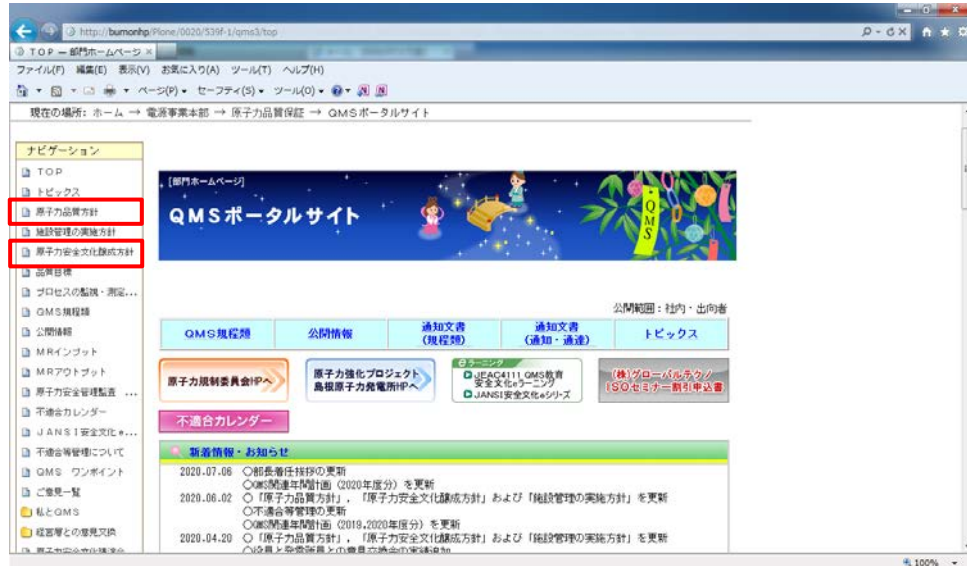 http://bumonhp/Plone/0020/539f-1/qms3/top
TOP — 部門ホームページ
ファイル(F) 編集(E) 表示(V) お気に入り(A) ツール(T) ヘルプ(H)
ページ(P) セーフティ(S) ツール(O)
現在の場所: ホーム → 電源事業本部 → 原子力品質保証 → QMSポータルサイト
ナビゲーション
TOP
トピックス
原子力品質方針
施設管理の実施方針
原子力安全文化醸成方針
品質目標
プロセスの監視・測定...
QMS規程類
公開情報
MRインプット
MRアウトプット
原子力安全管理監査 ...
不適合カレンダー
JANSI安全文化e...
不適合等管理について
QMS ワンポイント
ご意見一覧
私とQMS
経営層との意見交換
[部門ホームページ]
QMSポータルサイト
QMS
公開範囲:社内・出向者
QMS規程類
公開情報
通知文書
(規程類)
通知文書
(通知・通達)
トピックス
原子力規制委員会HPへ
原子力強化プロジェクト
島根原子力発電所HPへ
eラーニング
JEAC4111 QMS教育
安全文化eラーニング
JANSI安全文化eシリーズ
(株)グローバルテクノ
ISOセミナー割引申込書
不適合カレンダー
新着情報・お知らせ
2020.07.06 ○部長着任挨拶の更新
○QMS関連年間計画(2020年度分)を更新
2020.06.02 ○「原子力品質方針」,「原子力安全文化醸成方針」および「施設管理の実施方針」を更新
○不適合等管理の更新
○QMS関連年間計画(2019,2020年度分)を更新
2020.04.20 ○「原子力品質方針」,「原子力安全文化醸成方針」および「施設管理の実施方針」を更新
○役員と発電所員との意見交換会の実績追加
100%